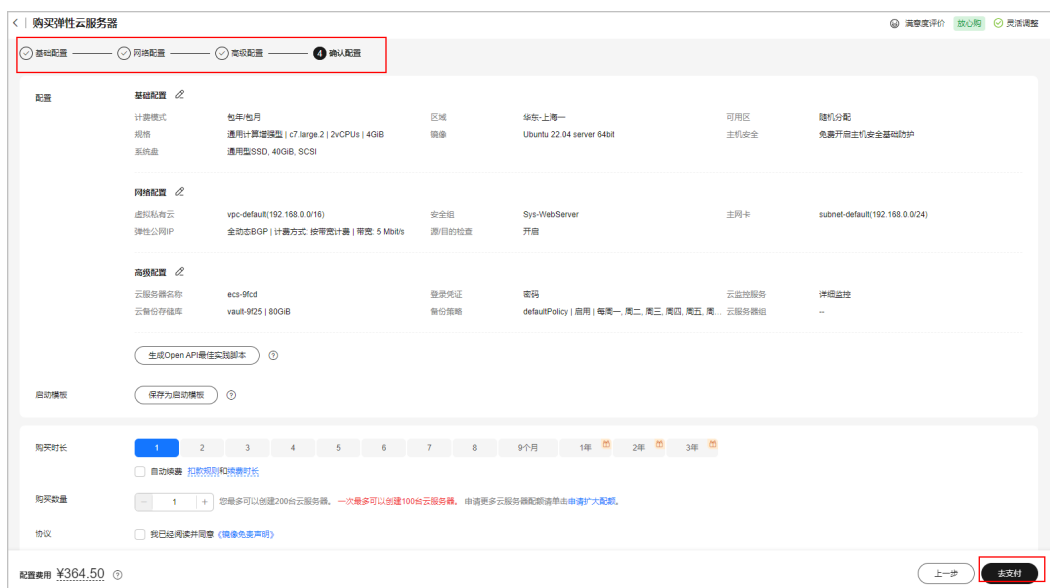 < | 购买弹性云服务器 满意度评价 放心购 灵活调整
基础配置 网络配置 高级配置 4 确认配置
配置 基础配置
计费模式 包年/包月 区域 华东-上海一 可用区 随机分配
规格 通用计算增强型 | c7.large.2 | 2vCPUs | 4GiB 镜像 Ubuntu 22.04 server 64bit 主机安全 免费开启主机安全基础防护
系统盘 通用型SSD, 40GiB, SCSI
网络配置
虚拟私有云 vpc-default(192.168.0.0/16) 安全组 Sys-WebServer 主网卡 subnet-default(192.168.0.0/24)
弹性公网IP 全动态BGP | 计费方式: 按带宽计费 | 带宽: 5 Mbit/s 源/目的检查 开启
高级配置
云服务器名称 ecs-9fcd 登录凭证 密码 云监控服务 详细监控
云备份存储库 vault-9f25 | 80GiB 备份策略 defaultPolicy | 启用 | 每周一, 周二, 周三, 周四, 周五, 周... 云服务器组 --
生成Open API最佳实践脚本 ?
启动模板 保存为启动模板 ?
购买时长 1 2 3 4 5 6 7 8 9个月 1年 2年 3年
自动续费 扣款规则和续费时长
购买数量 - 1 + 您最多可以创建200台云服务器。 一次最多可以创建100台云服务器。 申请更多云服务器配额请单击申请扩大配额。
协议 我已经阅读并同意《镜像免责声明》
配置费用 ¥364.50 ? 上一步 去支付